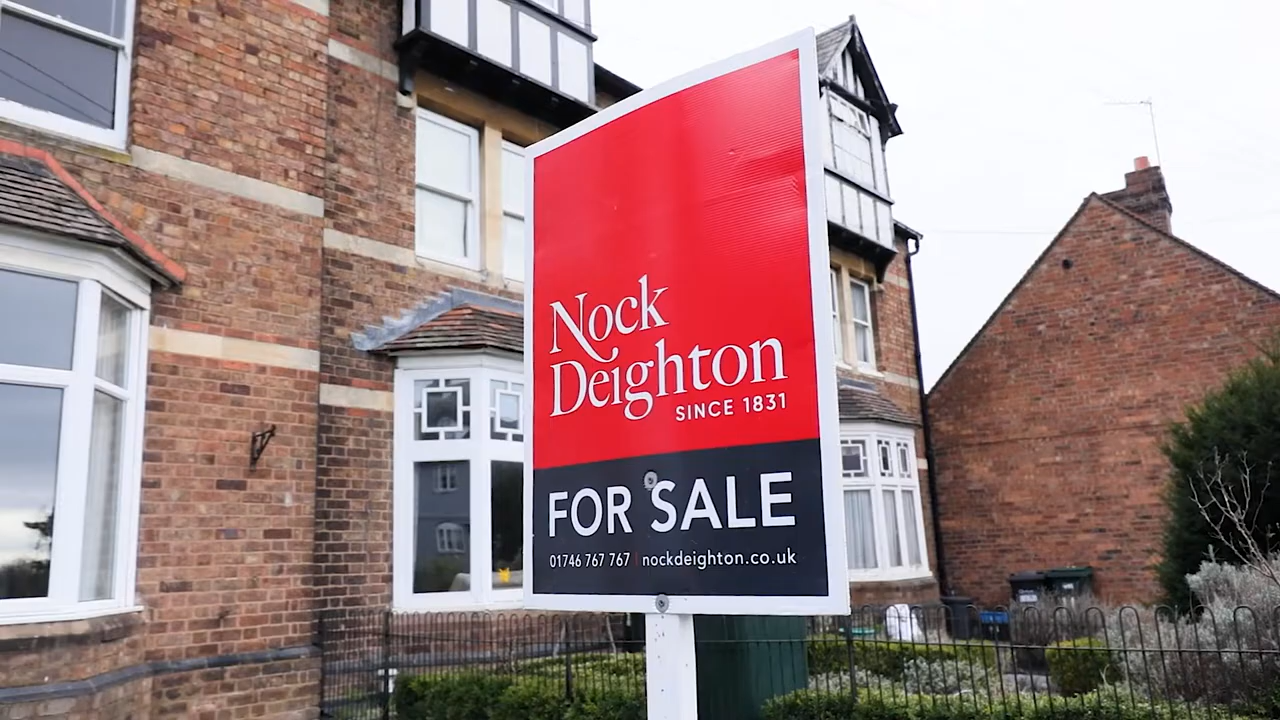 Nock
Deighton
SINCE 1831
FOR SALE
01746 767 767 | nockdeighton.co.uk